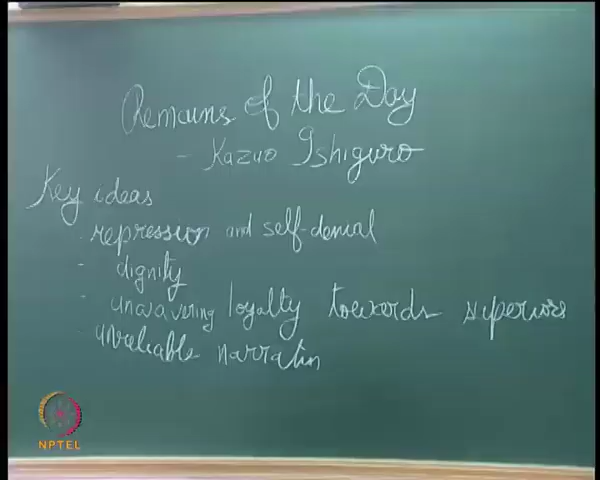 Remains of the Day
- Kazuo Ishiguro
Key ideas
- repression and self-denial
- dignity
- unwavering loyalty towards superiors
- unreliable narration
NPTEL